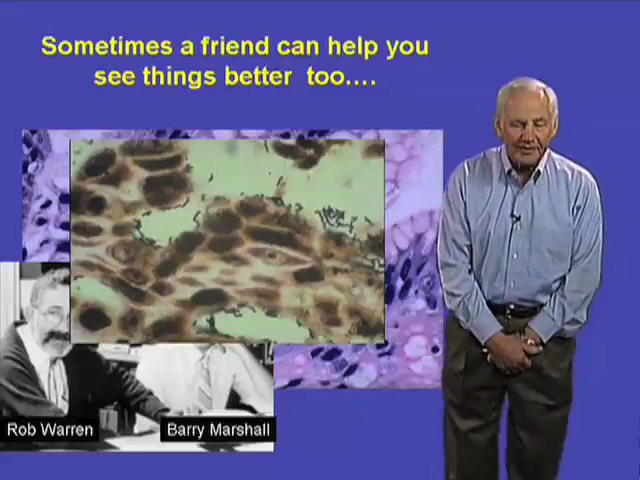 Sometimes a friend can help you
see things better too....
Rob Warren
Barry Marshall